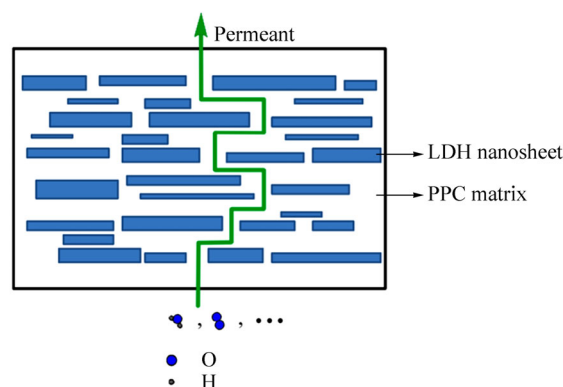 Permeant
LDH nanosheet
PPC matrix
, , •••
O
H